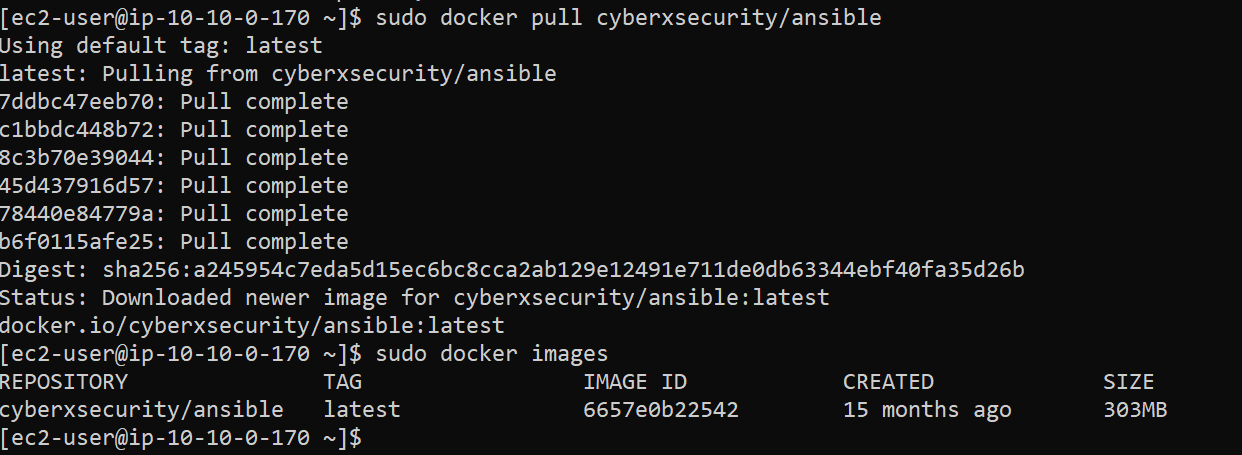 [ec2-user@ip-10-10-0-170 ~]$ sudo docker pull cyberxsecurity/ansible
Using default tag: latest
latest: Pulling from cyberxsecurity/ansible
7ddbc47eeb70: Pull complete
c1bbdc448b72: Pull complete
8c3b70e39044: Pull complete
45d437916d57: Pull complete
78440e84779a: Pull complete
b6f0115afe25: Pull complete
Digest: sha256:a245954c7eda5d15ec6bc8cca2ab129e12491e711de0db63344ebf40fa35d26b
Status: Downloaded newer image for cyberxsecurity/ansible:latest
docker.io/cyberxsecurity/ansible:latest
[ec2-user@ip-10-10-0-170 ~]$ sudo docker images
REPOSITORY TAG IMAGE ID CREATED SIZE
cyberxsecurity/ansible latest 6657e0b22542 15 months ago 303MB
[ec2-user@ip-10-10-0-170 ~]$